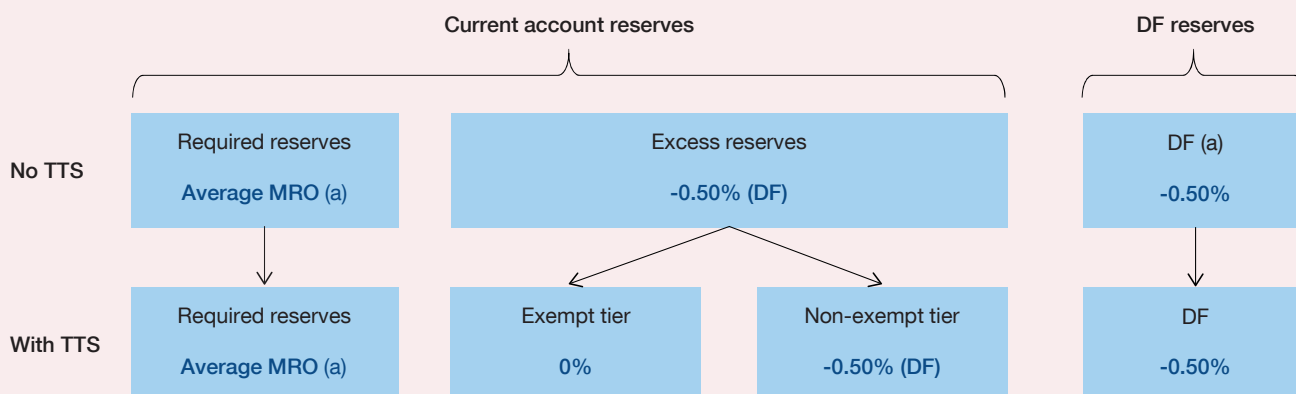 Current account reserves
DF reserves
No TTS
Required reserves
Average MRO (a)
Excess reserves
-0.50% (DF)
DF (a)
-0.50%
With TTS
Required reserves
Average MRO (a)
Exempt tier
0%
Non-exempt tier
-0.50% (DF)
DF
-0.50%